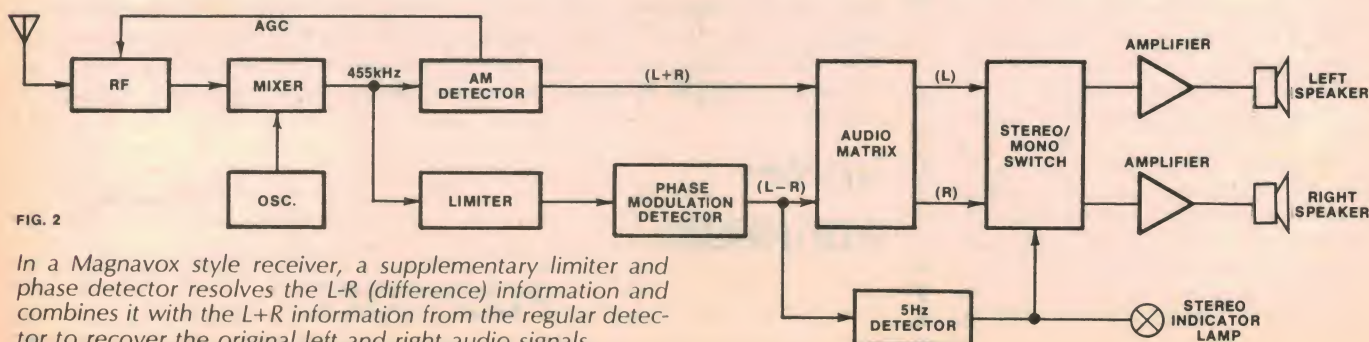 AGC
AMPLIFIER
RF
MIXER
455kHz
AM
DETECTOR
(L+R)
AUDIO
MATRIX
(L)
STEREO/
MONO
SWITCH
LEFT
SPEAKER
OSC.
LIMITER
PHASE
MODULATION
DETECTOR
(L−R)
(R)
AMPLIFIER
RIGHT
SPEAKER
FIG. 2
5Hz
DETECTOR
STEREO
INDICATOR
LAMP
In a Magnavox style receiver, a supplementary limiter and
phase detector resolves the L-R (difference) information and
combines it with the L+R information from the regular detec-
tor to recover the original left and right audio signals.